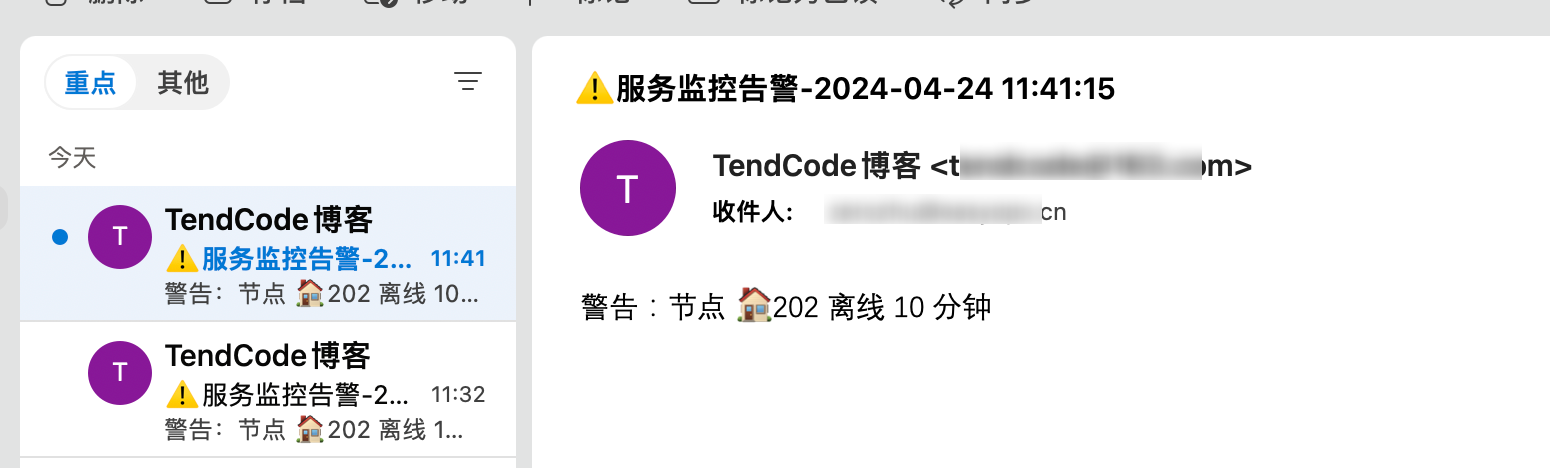 重点 其他
今天
TendCode博客
⚠️服务监控告警-2... 11:41
警告：节点 🏠202 离线 10...
TendCode博客
⚠️服务监控告警-2... 11:32
警告：节点 🏠202 离线 1...
⚠️服务监控告警-2024-04-24 11:41:15
T
T
T
TendCode博客 <t om>
收件人: cn
警告：节点 🏠202 离线 10 分钟